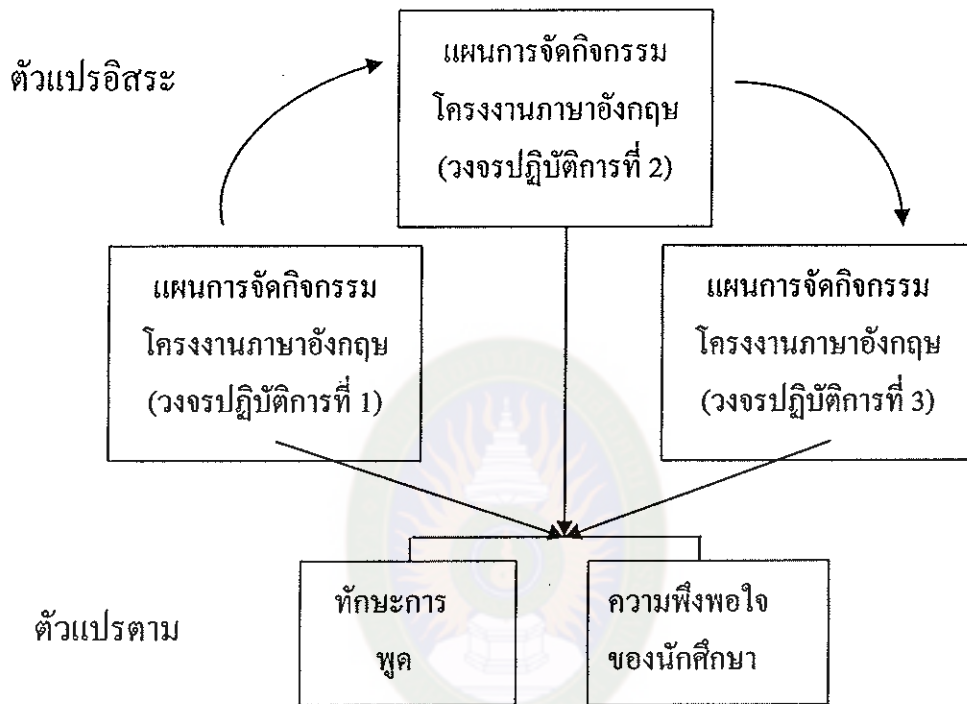 ตัวแปรอิสระ
แผนการจัดกิจกรรม
โครงงานภาษาอังกฤษ
(วงจรปฏิบัติการที่ 2)
แผนการจัดกิจกรรม
โครงงานภาษาอังกฤษ
(วงจรปฏิบัติการที่ 1)
แผนการจัดกิจกรรม
โครงงานภาษาอังกฤษ
(วงจรปฏิบัติการที่ 3)
ตัวแปรตาม
ทักษะการ
พูด
ความพึงพอใจ
ของนักศึกษา